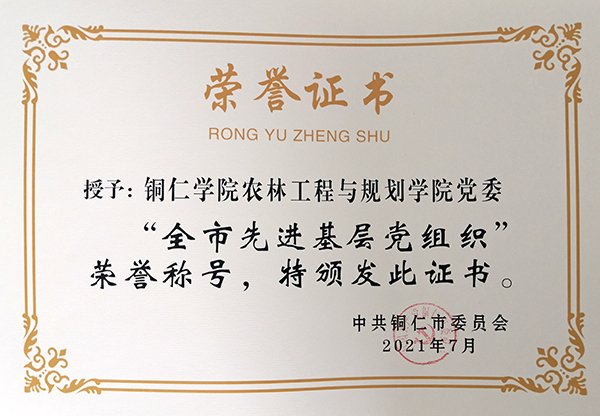 荣誉证书
RONG YU ZHENG SHU
授予：铜仁学院农林工程与规划学院党委
“全市先进基层党组织”
荣誉称号，特颁发此证书。
中共铜仁市委员会
2021年7月